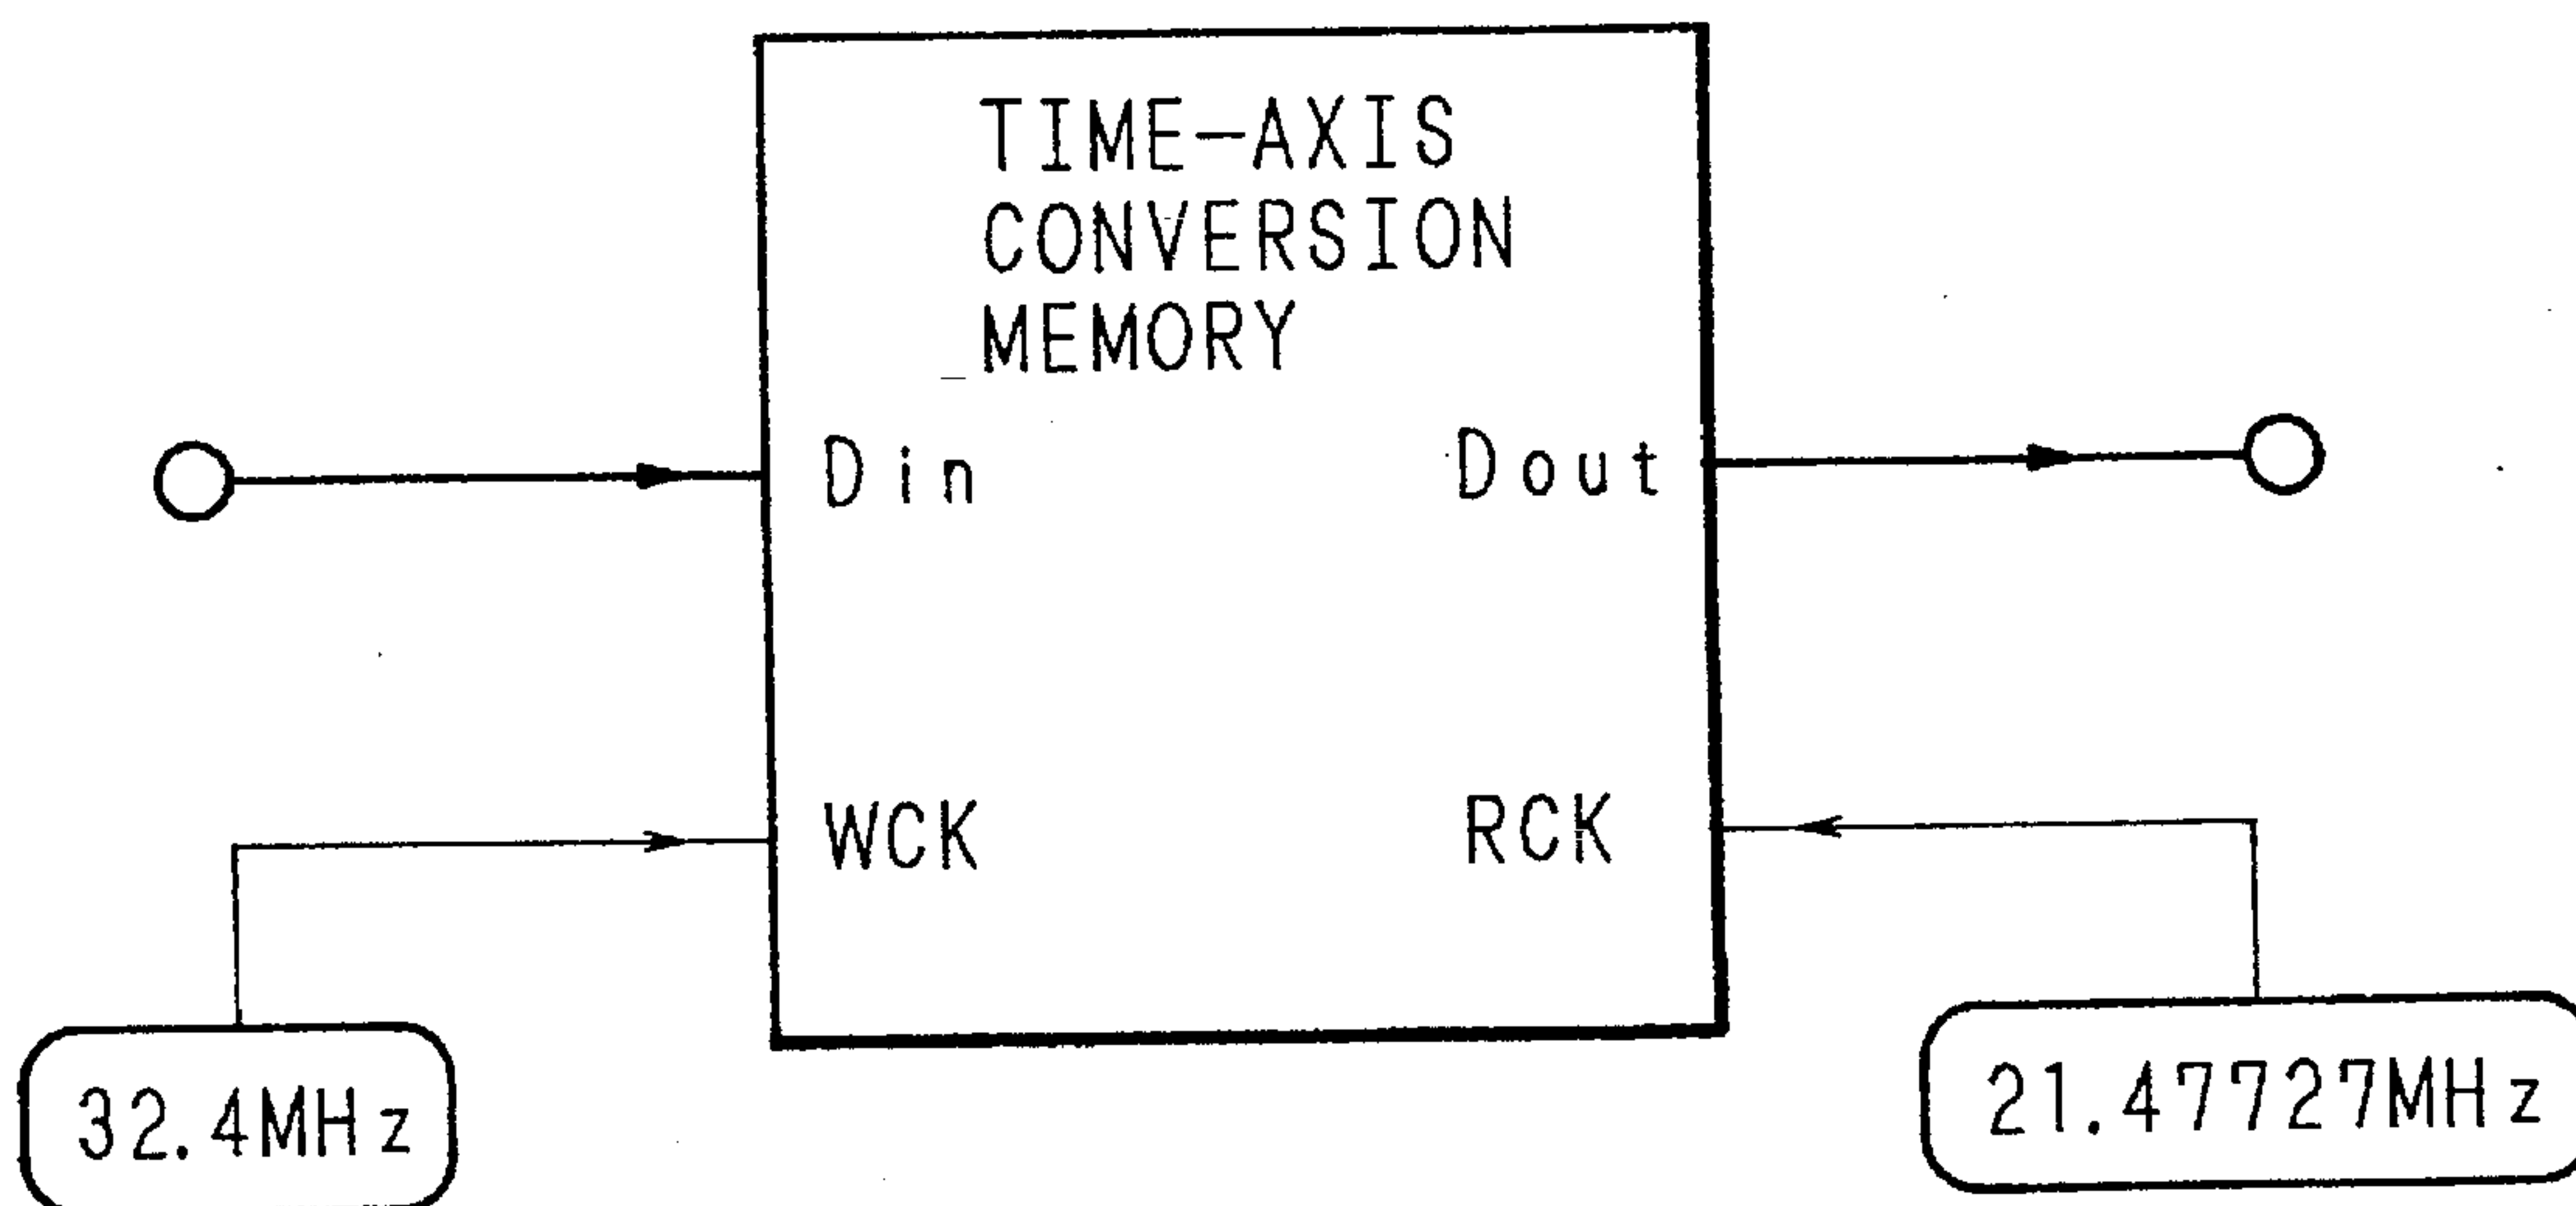 TIME-AXIS
CONVERSION
MEMORY
Din
Dout
WCK
RCK
32.4MHz
21.47727MHz